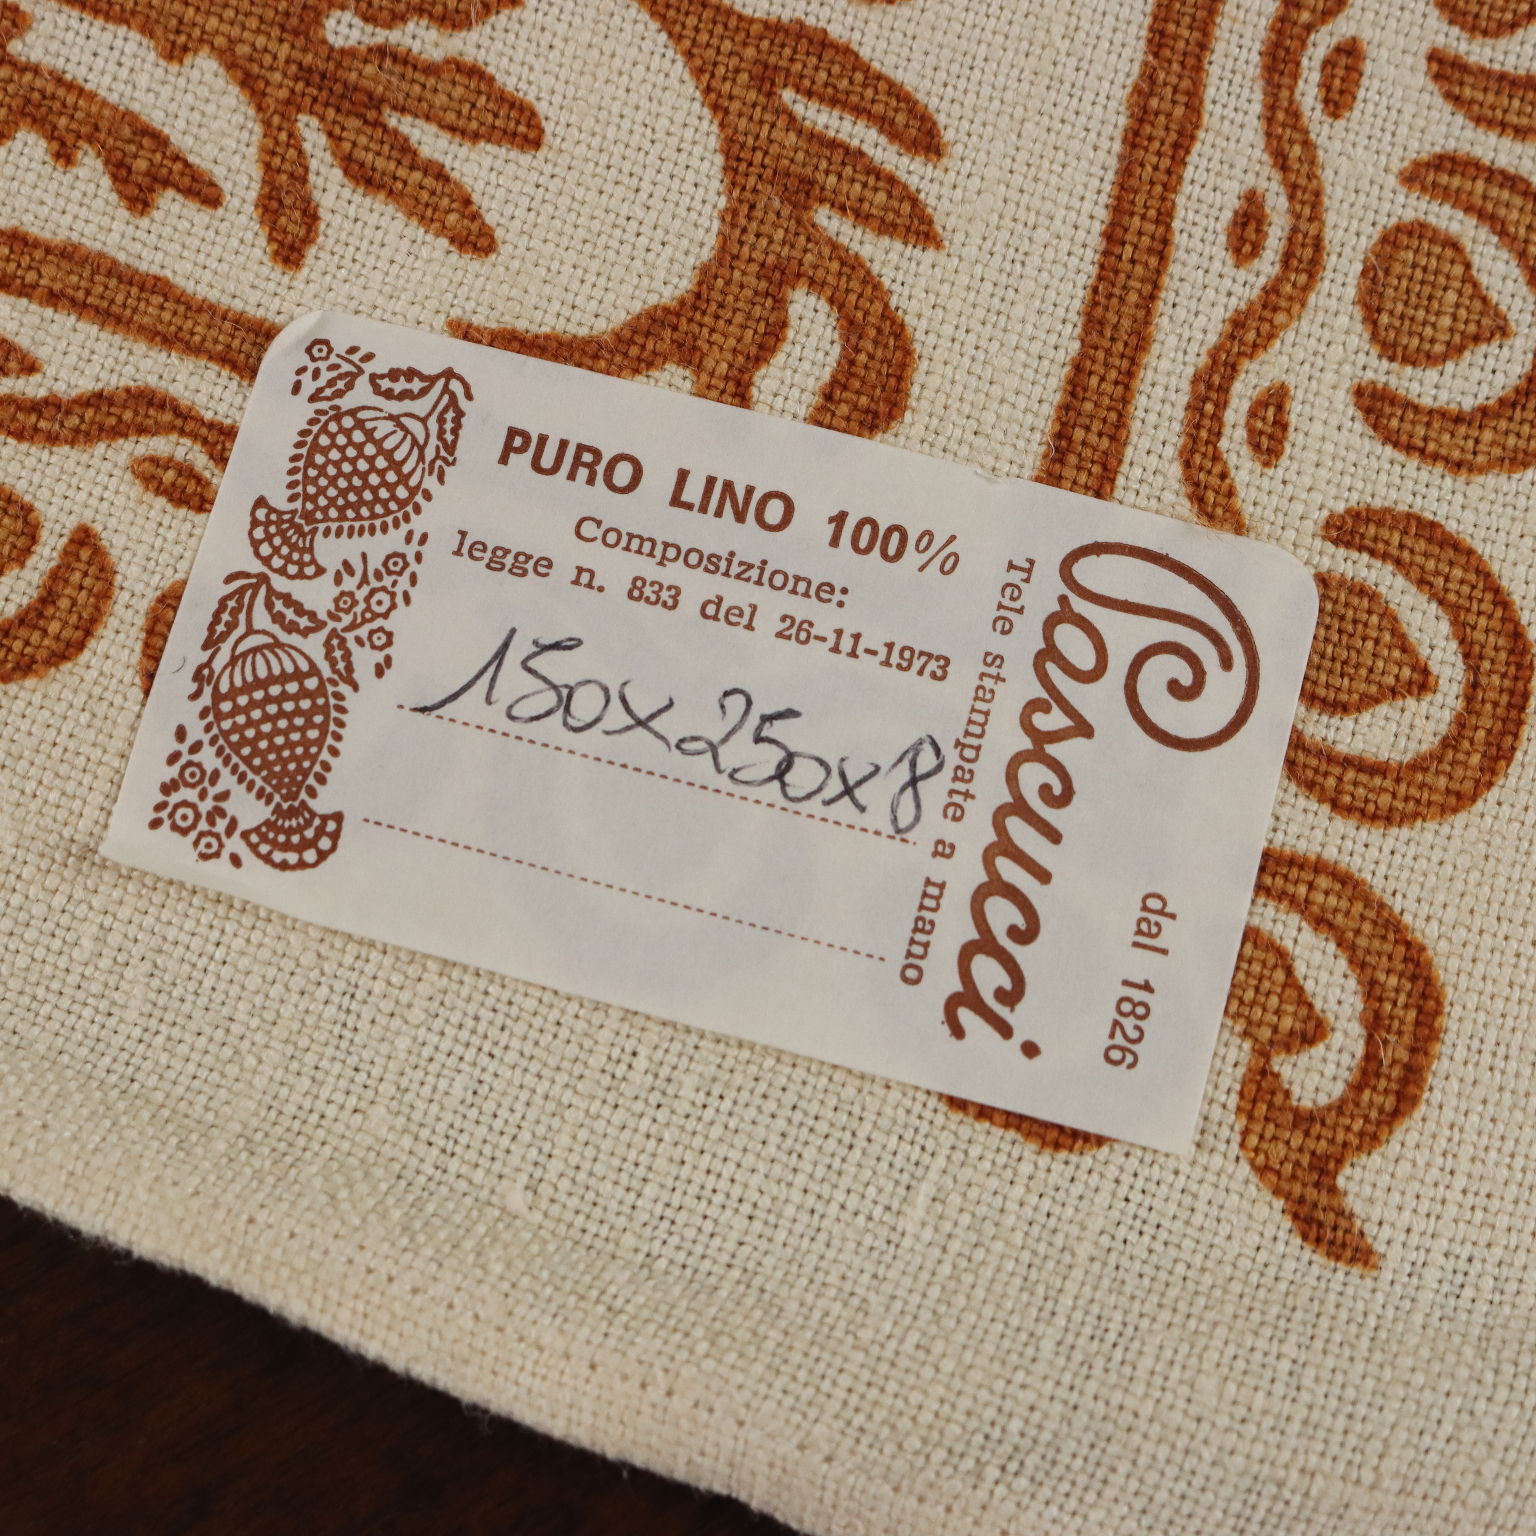 PURO LINO 100%
Composizione:
legge n. 833 del 26-11-1973
150x250x8
Tele stampate a mano
Pascucci
dal 1826